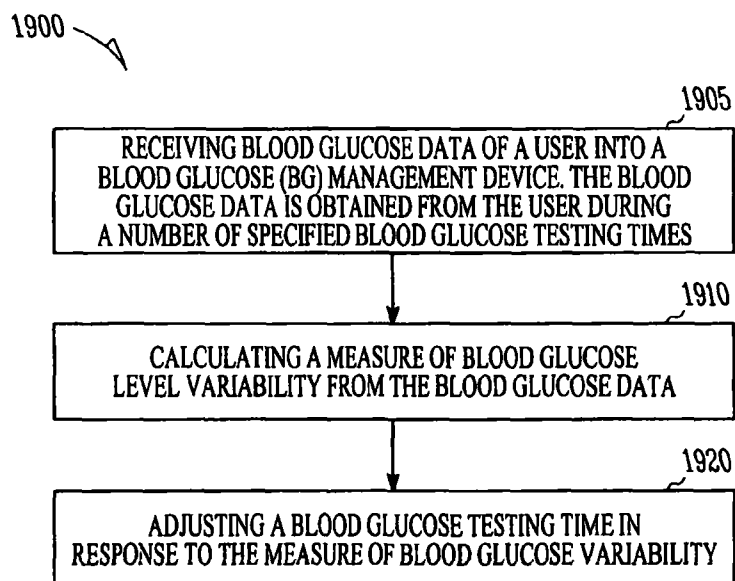 1900
1905
RECEIVING BLOOD GLUCOSE DATA OF A USER INTO A
BLOOD GLUCOSE (BG) MANAGEMENT DEVICE. THE BLOOD
GLUCOSE DATA IS OBTAINED FROM THE USER DURING
A NUMBER OF SPECIFIED BLOOD GLUCOSE TESTING TIMES
1910
CALCULATING A MEASURE OF BLOOD GLUCOSE
LEVEL VARIABILITY FROM THE BLOOD GLUCOSE DATA
1920
ADJUSTING A BLOOD GLUCOSE TESTING TIME IN
RESPONSE TO THE MEASURE OF BLOOD GLUCOSE VARIABILITY